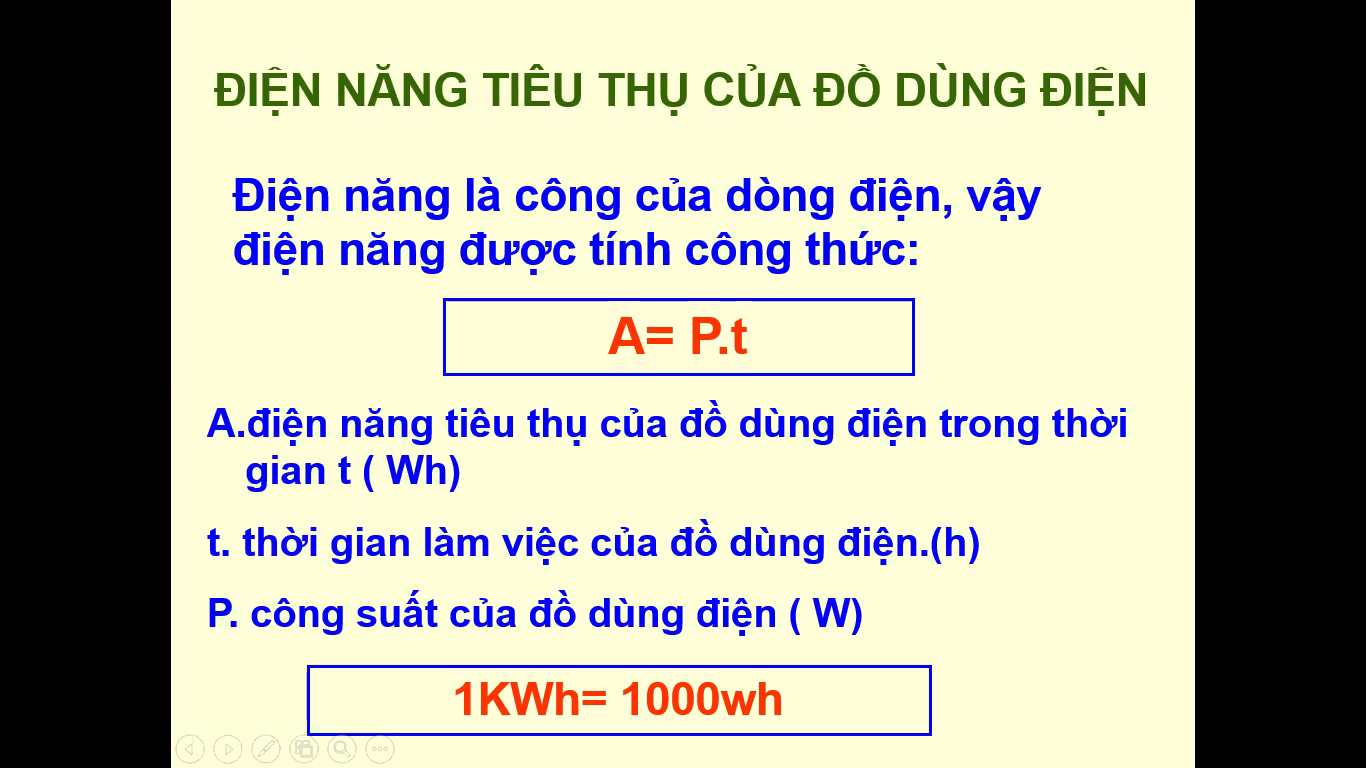 ĐIỆN NĂNG TIÊU THỤ CỦA ĐỒ DÙNG ĐIỆN
Điện năng là công của dòng điện, vậy
điện năng được tính công thức:
A= P.t
A.điện năng tiêu thụ của đồ dùng điện trong thời
gian t ( Wh)
t. thời gian làm việc của đồ dùng điện.(h)
P. công suất của đồ dùng điện ( W)
1KWh= 1000wh